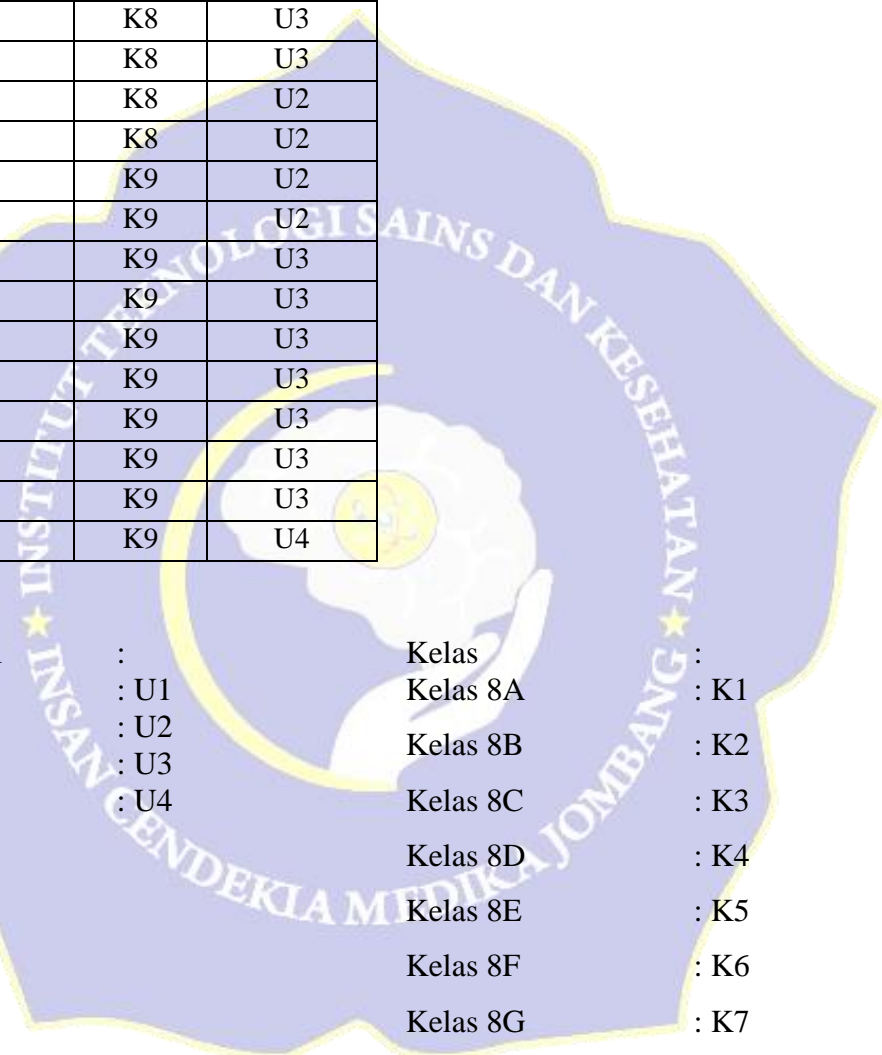 K8 U3
K8 U3
K8 U2
K8 U2
K9 U2
K9 U2
K9 U3
K9 U3
K9 U3
K9 U3
K9 U3
K9 U3
K9 U3
K9 U4
:
: U1
: U2
: U3
: U4
Kelas :
Kelas 8A : K1
Kelas 8B : K2
Kelas 8C : K3
Kelas 8D : K4
Kelas 8E : K5
Kelas 8F : K6
Kelas 8G : K7
INSTITUT TEKNOLOGI SAINS DAN KESEHATAN
INSAN CENDEKIA MEDIKA JOMBANG